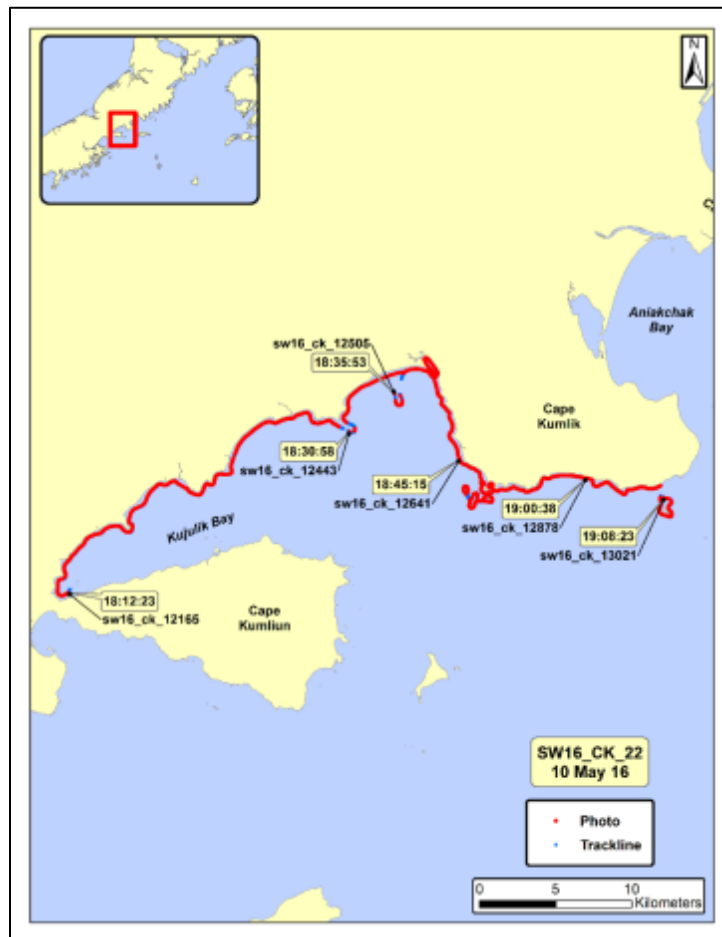 N
Aniakchak
Bay
sw16_ck_12505
18:35:53
Cape
Kumlik
18:30:58
sw16_ck_12443
18:45:15
sw16_ck_12641
19:00:38
sw16_ck_12878
19:08:23
sw16_ck_13021
Kujulik Bay
18:12:23
sw16_ck_12165
Cape
Kumliun
SW16_CK_22
10 May 16
Photo
Trackline
0 5 10
Kilometers